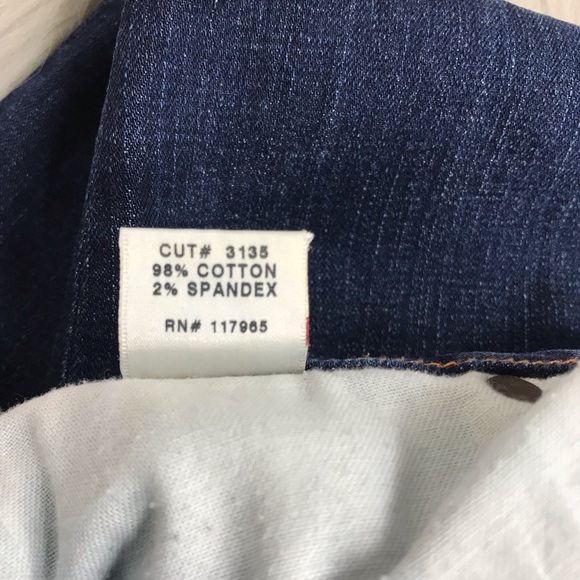 CUT# 3135
98% COTTON
2% SPANDEX
RN# 117965